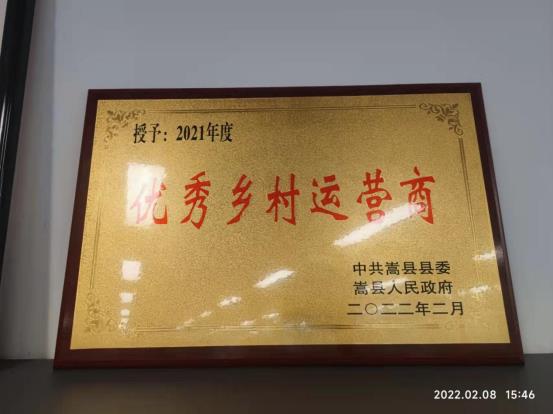 授予：2021年度
优秀乡村运营商
中共嵩县县委
嵩县人民政府
二〇二二年二月
2022.02.08 15:46